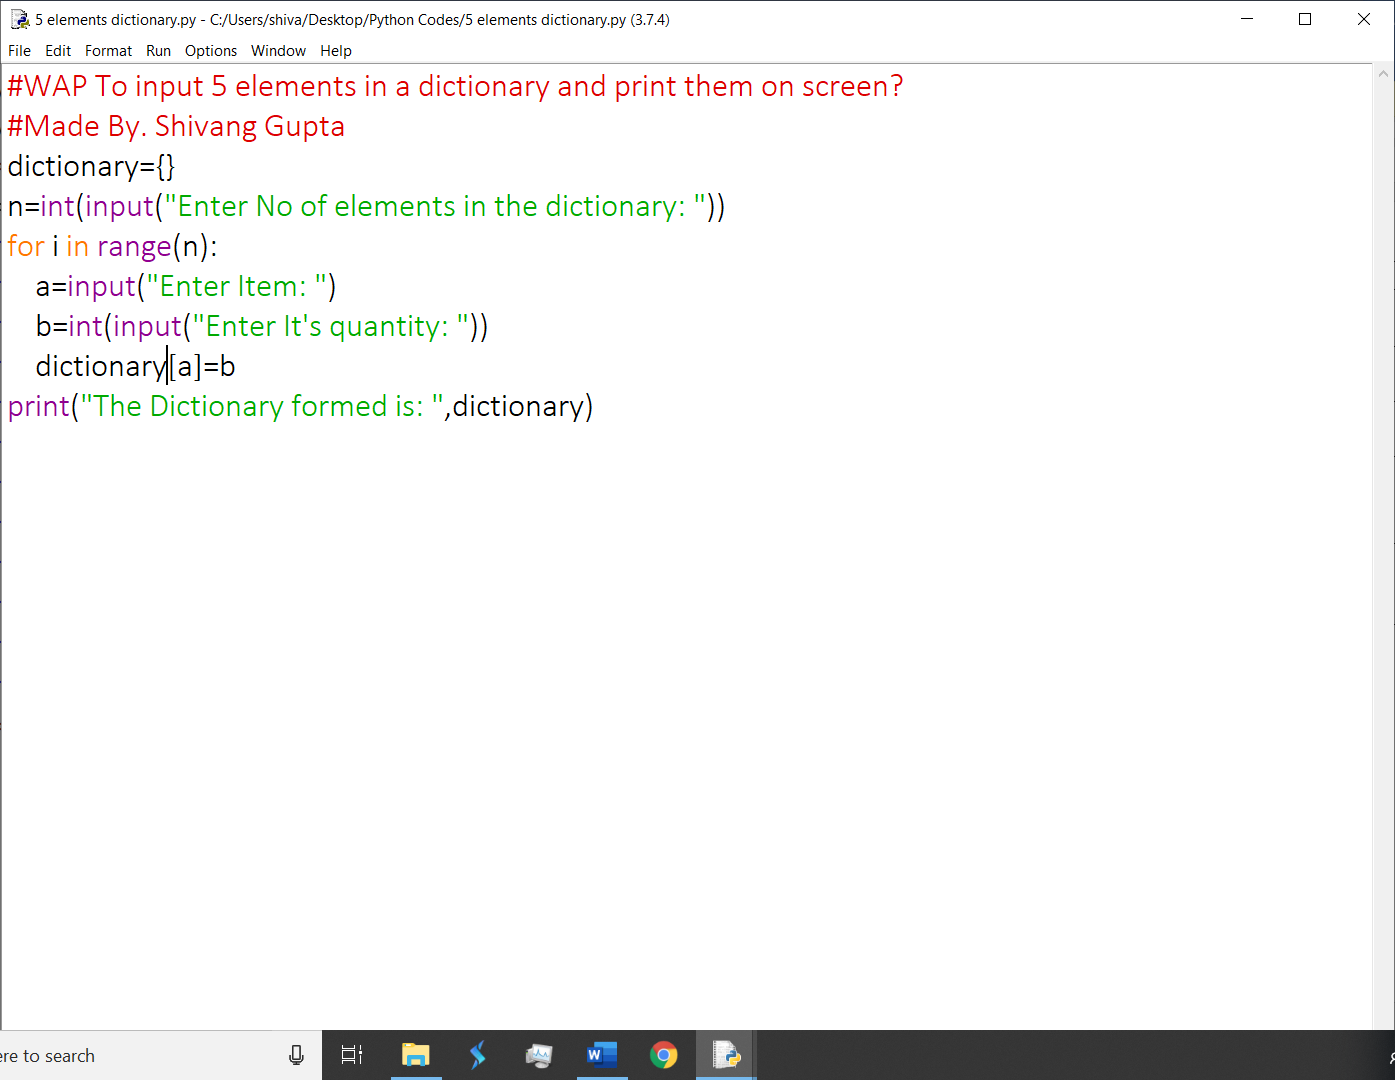 5 elements dictionary.py - C:/Users/shiva/Desktop/Python Codes/5 elements dictionary.py (3.7.4)
File Edit Format Run Options Window Help
#WAP To input 5 elements in a dictionary and print them on screen?
#Made By. Shivang Gupta
dictionary={}
n=int(input("Enter No of elements in the dictionary: "))
for i in range(n):
    a=input("Enter Item: ")
    b=int(input("Enter It's quantity: "))
    dictionary[a]=b
print("The Dictionary formed is: ",dictionary)
ere to search